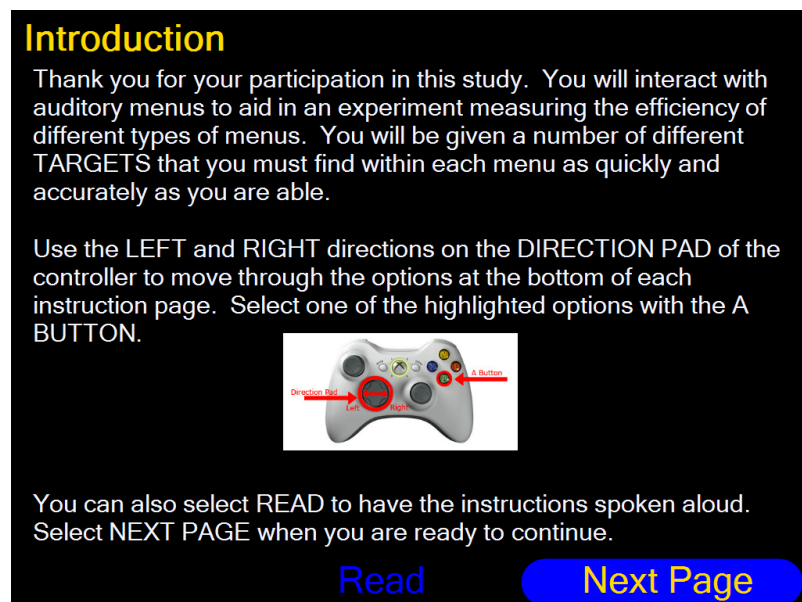 Introduction
Thank you for your participation in this study.  You will interact with
auditory menus to aid in an experiment measuring the efficiency of
different types of menus.  You will be given a number of different
TARGETS that you must find within each menu as quickly and
accurately as you are able.
Use the LEFT and RIGHT directions on the DIRECTION PAD of the
controller to move through the options at the bottom of each
instruction page.  Select one of the highlighted options with the A
BUTTON.
A Button
Direction Pad
Left Right
You can also select READ to have the instructions spoken aloud.
Select NEXT PAGE when you are ready to continue.
Read Next Page